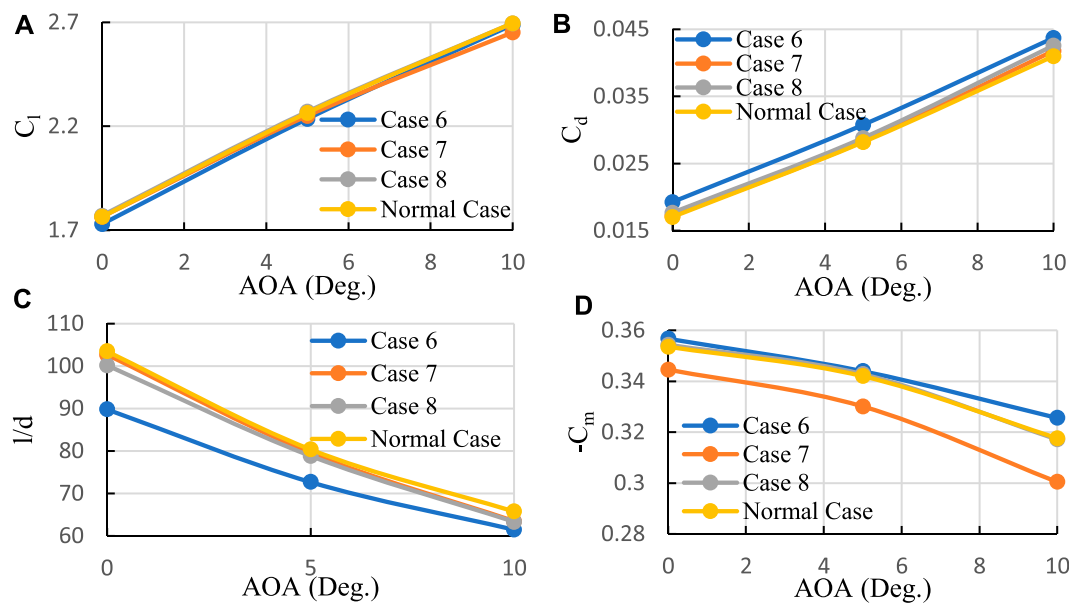 A
2.7
2.2
1.7
C_l
Case 6
Case 7
Case 8
Normal Case
0 2 4 6 8 10
AOA (Deg.)
B
0.045
0.035
0.025
0.015
C_d
Case 6
Case 7
Case 8
Normal Case
0 2 4 6 8 10
AOA (Deg.)
C
110
100
90
80
70
60
l/d
Case 6
Case 7
Case 8
Normal Case
0 5 10
AOA (Deg.)
D
0.36
0.34
0.32
0.3
0.28
-C_m
Case 6
Case 7
Case 8
Normal Case
0 2 4 6 8 10
AOA (Deg.)